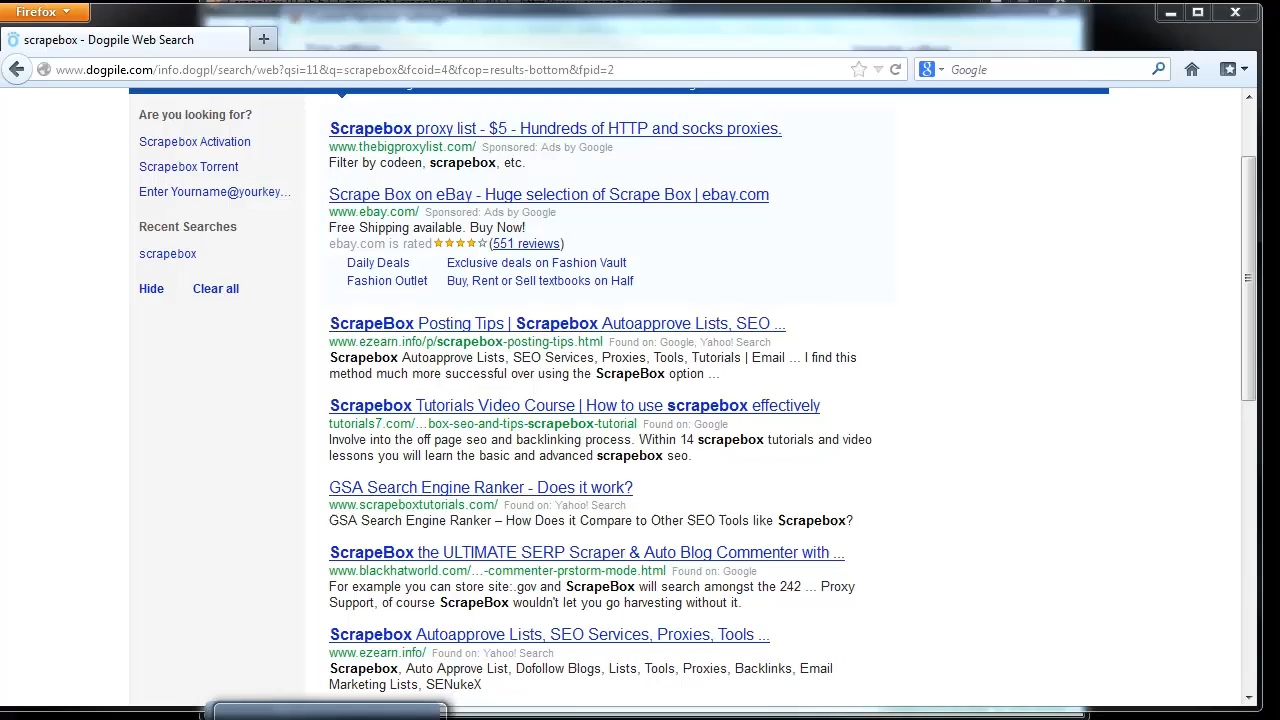 Firefox
scrapebox - Dogpile Web Search
www.dogpile.com/info.dogpl/search/web?qsi=11&q=scrapebox&fcoid=4&fcop=results-bottom&fpid=2
Google
Are you looking for?
Scrapebox Activation
Scrapebox Torrent
Enter Yourname@yourkey...
Recent Searches
scrapebox
Hide Clear all
Scrapebox proxy list - $5 - Hundreds of HTTP and socks proxies.
www.thebigproxylist.com/ Sponsored: Ads by Google
Filter by codeen, scrapebox, etc.
Scrape Box on eBay - Huge selection of Scrape Box | ebay.com
www.ebay.com/ Sponsored: Ads by Google
Free Shipping available. Buy Now!
ebay.com is rated (551 reviews)
Daily Deals Exclusive deals on Fashion Vault
Fashion Outlet Buy, Rent or Sell textbooks on Half
ScrapeBox Posting Tips | Scrapebox Autoapprove Lists, SEO ...
www.ezearn.info/p/scrapebox-posting-tips.html Found on: Google, Yahoo! Search
Scrapebox Autoapprove Lists, SEO Services, Proxies, Tools, Tutorials | Email ... I find this
method much more successful over using the ScrapeBox option ...
Scrapebox Tutorials Video Course | How to use scrapebox effectively
tutorials7.com/...box-seo-and-tips-scrapebox-tutorial Found on: Google
Involve into the off page seo and backlinking process. Within 14 scrapebox tutorials and video
lessons you will learn the basic and advanced scrapebox seo.
GSA Search Engine Ranker - Does it work?
www.scrapeboxtutorials.com/ Found on: Yahoo! Search
GSA Search Engine Ranker – How Does it Compare to Other SEO Tools like Scrapebox?
ScrapeBox the ULTIMATE SERP Scraper & Auto Blog Commenter with ...
www.blackhatworld.com/...-commenter-prstorm-mode.html Found on: Google
For example you can store site:.gov and ScrapeBox will search amongst the 242 ... Proxy
Support, of course ScrapeBox wouldn't let you go harvesting without it.
Scrapebox Autoapprove Lists, SEO Services, Proxies, Tools ...
www.ezearn.info/ Found on: Yahoo! Search
Scrapebox, Auto Approve List, Dofollow Blogs, Lists, Tools, Proxies, Backlinks, Email
Marketing Lists, SENukeX